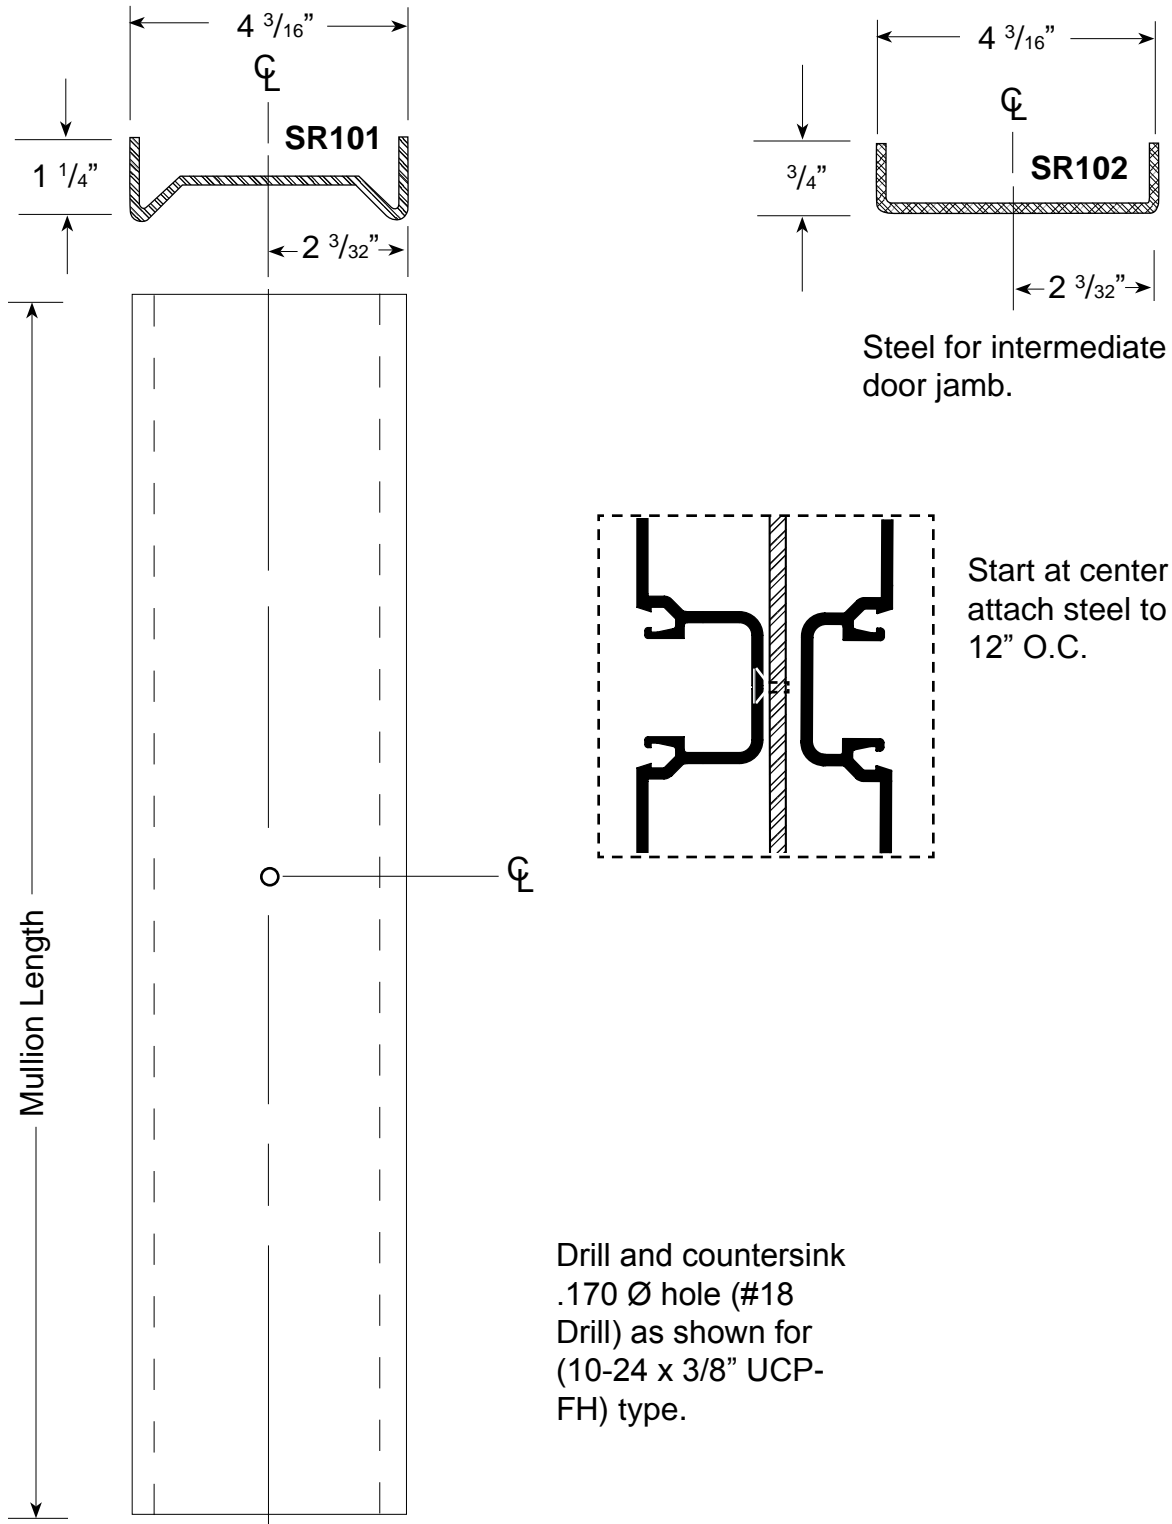 4 3/16”
℄
SR101
1 1/4”
2 3/32”
4 3/16”
℄
SR102
3/4”
2 3/32”
Steel for intermediate
door jamb.
Start at center
attach steel to
12” O.C.
℄
Mullion Length
Drill and countersink
.170 Ø hole (#18
Drill) as shown for
(10-24 x 3/8” UCP-
FH) type.